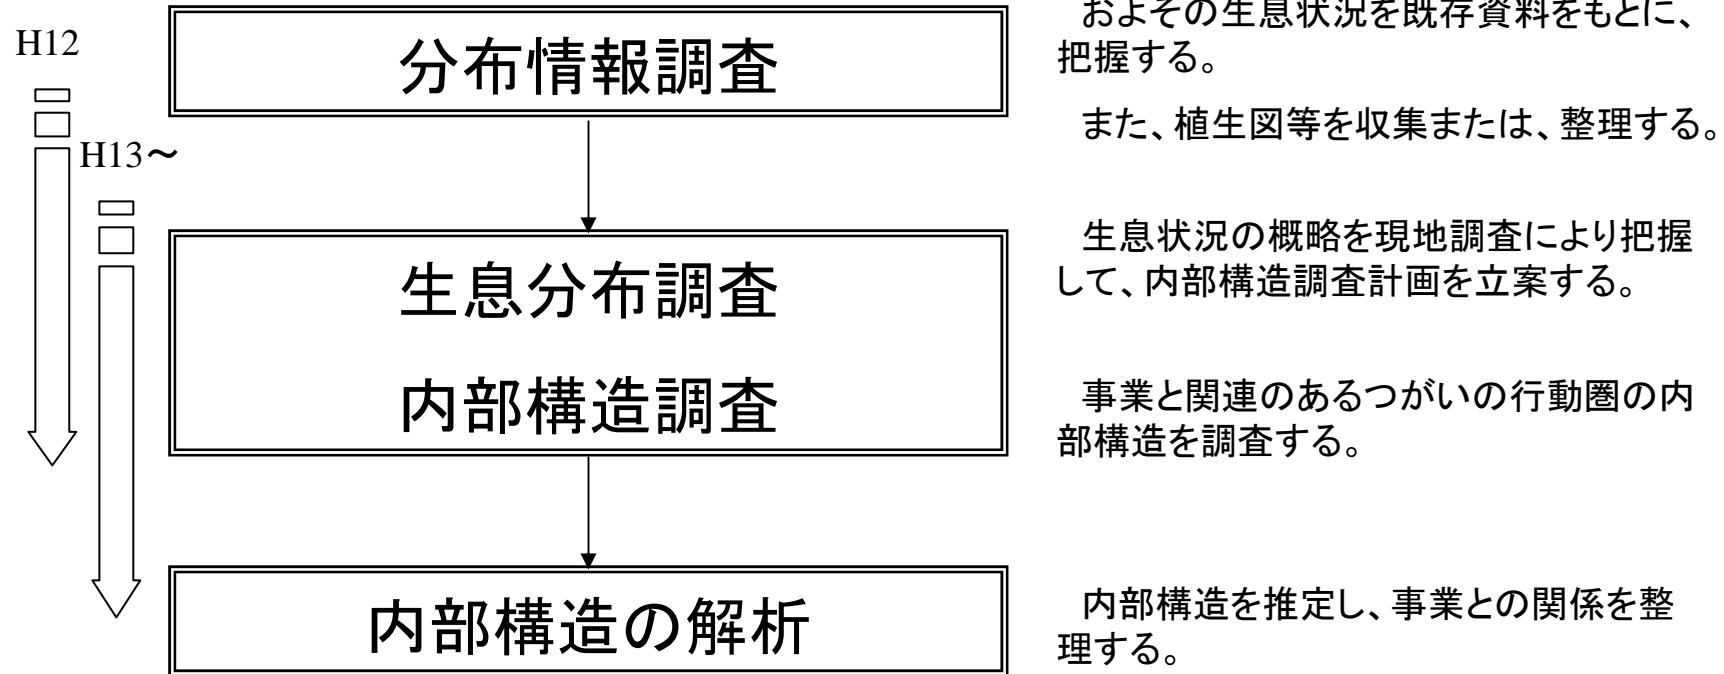 H12
分布情報調査
およその生息状況を既存資料をもとに、
把握する。
また、植生図等を収集または、整理する。
H13～
生息分布調査
内部構造調査
生息状況の概略を現地調査により把握
して、内部構造調査計画を立案する。
事業と関連のあるつがいの行動圏の内
部構造を調査する。
内部構造の解析
内部構造を推定し、事業との関係を整
理する。